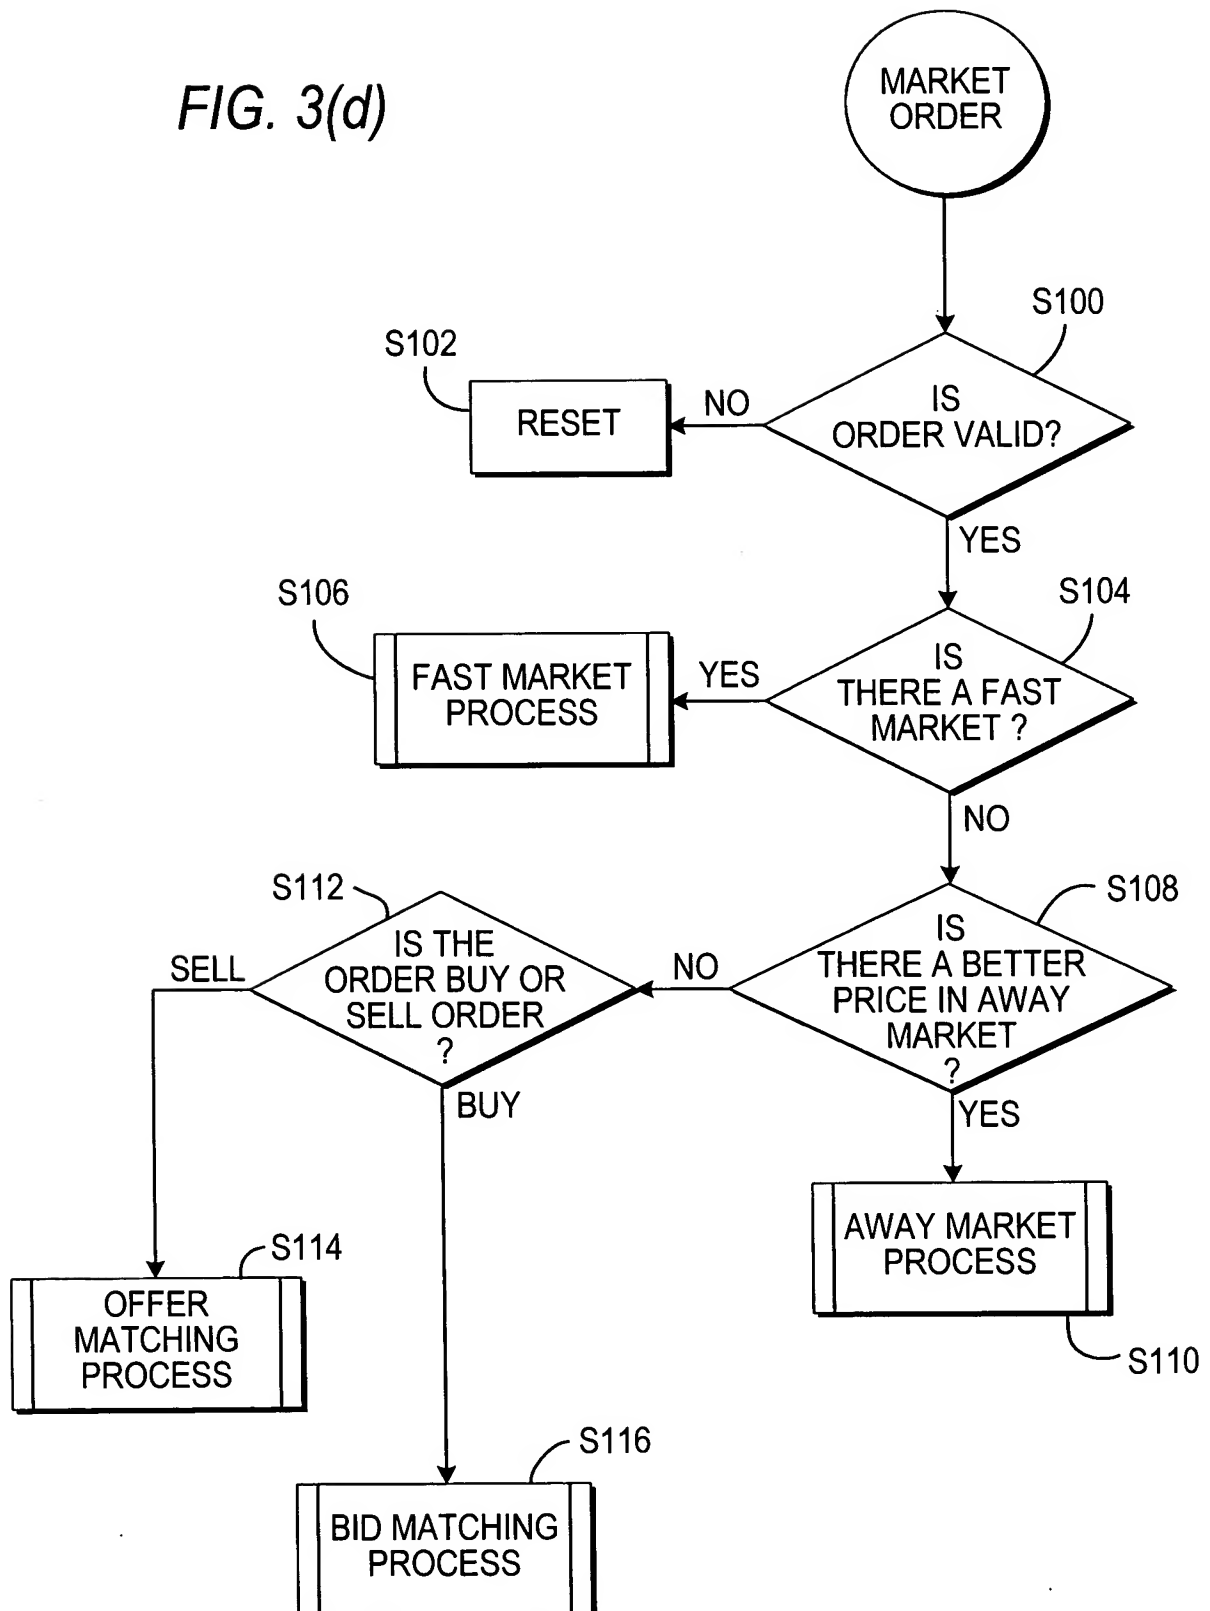 FIG. 3(d)
MARKET
ORDER
S100
IS
ORDER VALID?
NO
S102
RESET
YES
S104
IS
THERE A FAST
MARKET ?
YES
S106
FAST MARKET
PROCESS
NO
S108
IS
THERE A BETTER
PRICE IN AWAY
MARKET
?
NO
S112
IS THE
ORDER BUY OR
SELL ORDER
?
SELL
BUY
YES
AWAY MARKET
PROCESS
S110
S114
OFFER
MATCHING
PROCESS
S116
BID MATCHING
PROCESS